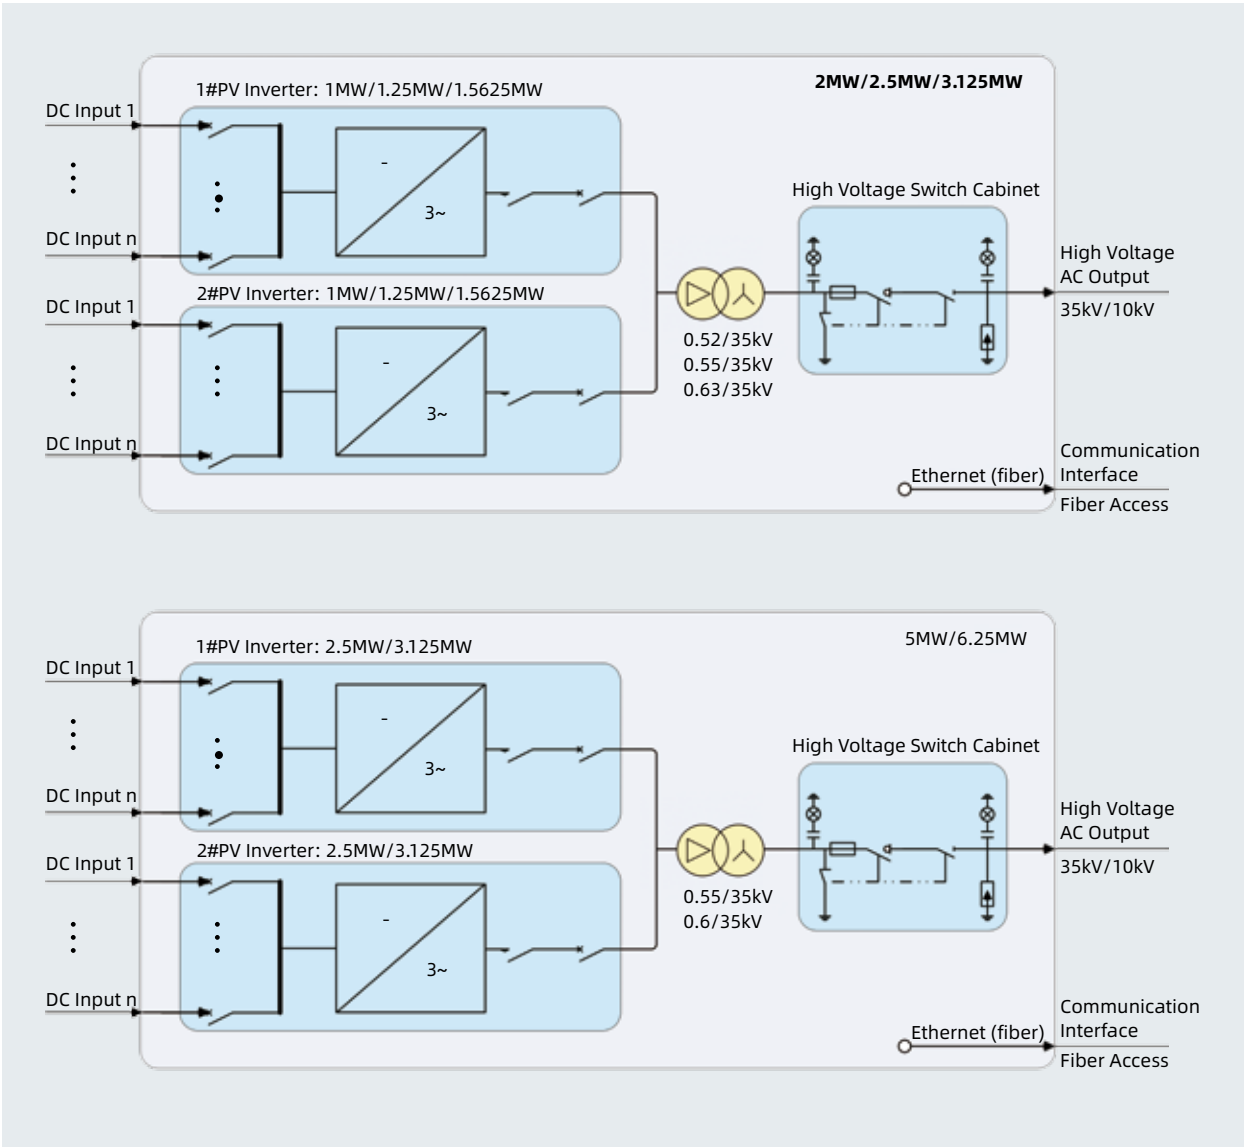 1#PV Inverter: 1MW/1.25MW/1.5625MW
2MW/2.5MW/3.125MW
DC Input 1
-
3~
DC Input n
2#PV Inverter: 1MW/1.25MW/1.5625MW
DC Input 1
-
3~
DC Input n
High Voltage Switch Cabinet
0.52/35kV
0.55/35kV
0.63/35kV
High Voltage
AC Output
35kV/10kV
Ethernet (fiber)
Communication
Interface
Fiber Access
1#PV Inverter: 2.5MW/3.125MW
5MW/6.25MW
DC Input 1
-
3~
DC Input n
2#PV Inverter: 2.5MW/3.125MW
DC Input 1
-
3~
DC Input n
High Voltage Switch Cabinet
0.55/35kV
0.6/35kV
High Voltage
AC Output
35kV/10kV
Ethernet (fiber)
Communication
Interface
Fiber Access